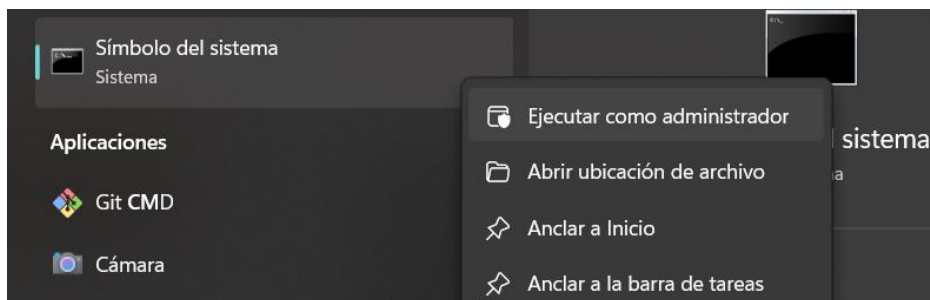 Símbolo del sistema
Sistema
Aplicaciones
Git CMD
Cámara
Ejecutar como administrador
Abrir ubicación de archivo
Anclar a Inicio
Anclar a la barra de tareas
sistema